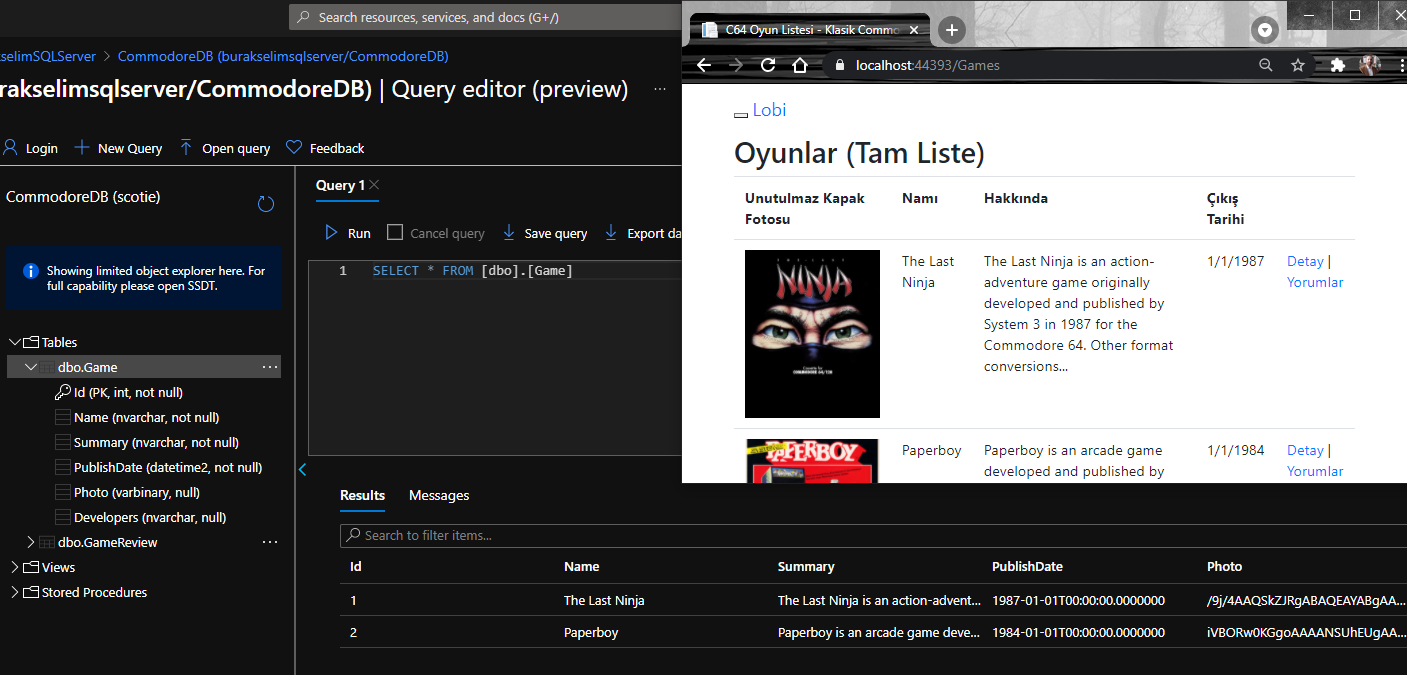 Search resources, services, and docs (G+/)
selimSQLServer > CommodoreDB (burakselimsqlserver/CommodoreDB)
rakselimsqlserver/CommodoreDB) | Query editor (preview) ...
Login
New Query
Open query
Feedback
CommodoreDB (scotie)
Showing limited object explorer here. For
full capability please open SSDT.
Tables
dbo.Game ...
Id (PK, int, not null)
Name (nvarchar, not null)
Summary (nvarchar, not null)
PublishDate (datetime2, not null)
Photo (varbinary, null)
Developers (nvarchar, null)
dbo.GameReview ...
Views
Stored Procedures
Query 1
Run
Cancel query
Save query
Export da
1 SELECT * FROM [dbo].[Game]
Results Messages
Search to filter items...
Id Name Summary PublishDate Photo
1 The Last Ninja The Last Ninja is an action-advent... 1987-01-01T00:00:00.0000000 /9j/4AAQSkZJRgABAQEAYABgAA...
2 Paperboy Paperboy is an arcade game deve... 1984-01-01T00:00:00.0000000 iVBORw0KGgoAAAANSUhEUgAA...
C64 Oyun Listesi - Klasik Commo
localhost:44393/Games
Lobi
Oyunlar (Tam Liste)
Unutulmaz Kapak
Fotosu
Namı
Hakkında
Çıkış
Tarihi
NINJA
COMMODORE 64/128
The Last
Ninja
The Last Ninja is an action-
adventure game originally
developed and published by
System 3 in 1987 for the
Commodore 64. Other format
conversions...
1/1/1987
Detay |
Yorumlar
PAPERBOY
Paperboy
Paperboy is an arcade game
developed and published by
1/1/1984
Detay |
Yorumlar